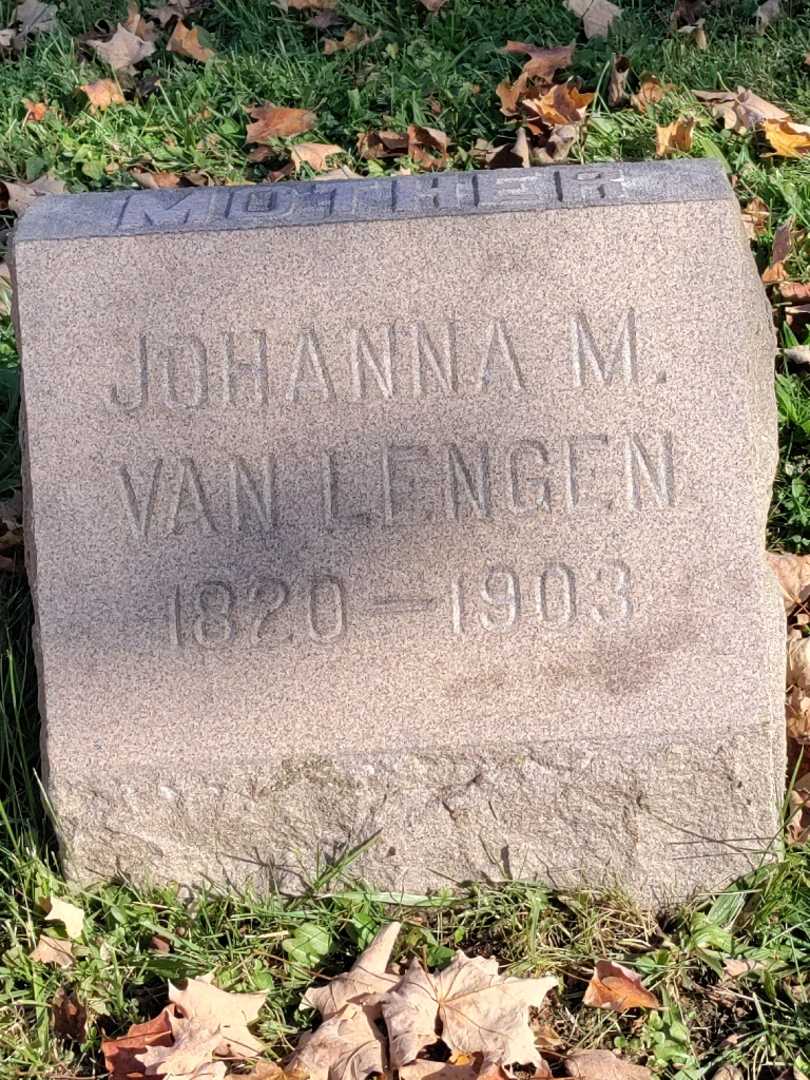 MOTHER
JOHANNA M.
VAN LENGEN
1820-1903